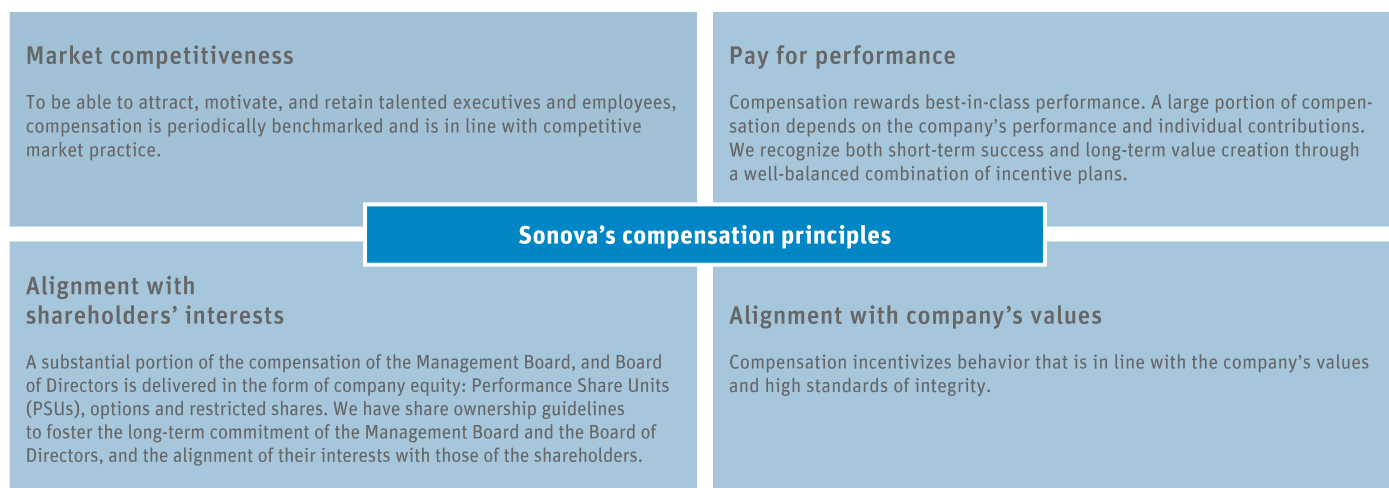 Market competitiveness
To be able to attract, motivate, and retain talented executives and employees,
compensation is periodically benchmarked and is in line with competitive
market practice.
Pay for performance
Compensation rewards best-in-class performance. A large portion of compen-
sation depends on the company’s performance and individual contributions.
We recognize both short-term success and long-term value creation through
a well-balanced combination of incentive plans.
Sonova’s compensation principles
Alignment with
shareholders’ interests
A substantial portion of the compensation of the Management Board, and Board
of Directors is delivered in the form of company equity: Performance Share Units
(PSUs), options and restricted shares. We have share ownership guidelines
to foster the long-term commitment of the Management Board and the Board of
Directors, and the alignment of their interests with those of the shareholders.
Alignment with company’s values
Compensation incentivizes behavior that is in line with the company’s values
and high standards of integrity.